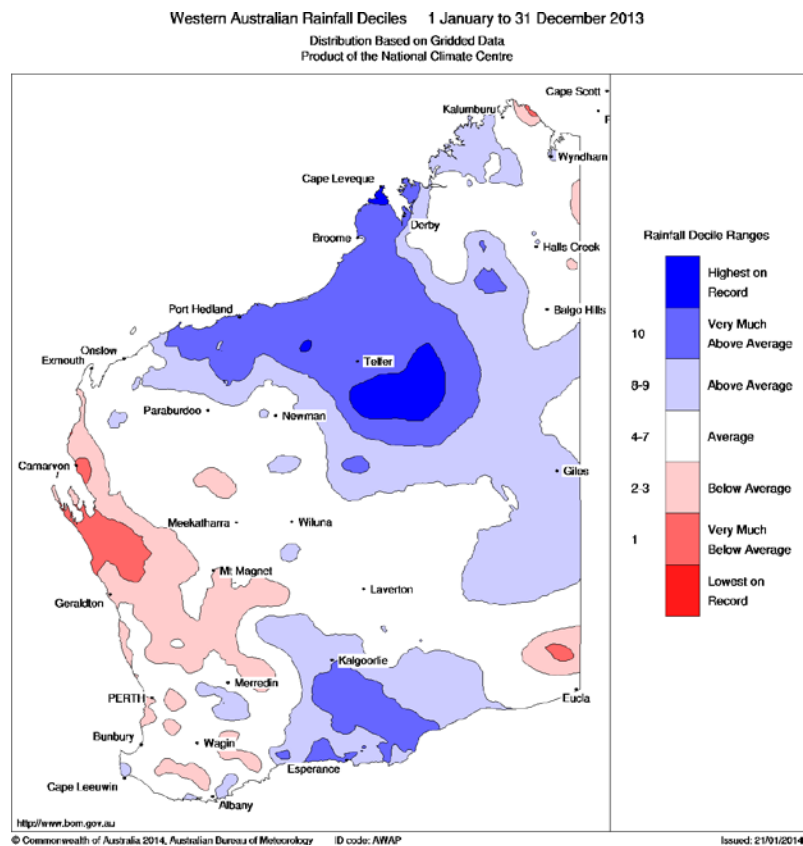 Western Australian Rainfall Deciles 1 January to 31 December 2013
Distribution Based on Gridded Data
Product of the National Climate Centre
Cape Scott
Kalumburu
Wyndham
Cape Leveque
Derby
Broome
Halls Creek
Port Hedland
Balgo Hills
Onslow
Exmouth
Telfer
Paraburdoo
Newman
Carnarvon
Giles
Meekatharra
Wiluna
Mt Magnet
Laverton
Geraldton
Kalgoorlie
Merredin
PERTH
Eucla
Bunbury
Wagin
Esperance
Cape Leeuwin
Albany
Rainfall Decile Ranges
Highest on
Record
10 Very Much
Above Average
8-9 Above Average
4-7 Average
2-3 Below Average
1 Very Much
Below Average
Lowest on
Record
http://www.bom.gov.au
© Commonwealth of Australia 2014, Australian Bureau of Meteorology ID code: AWAP Issued: 21/01/2014